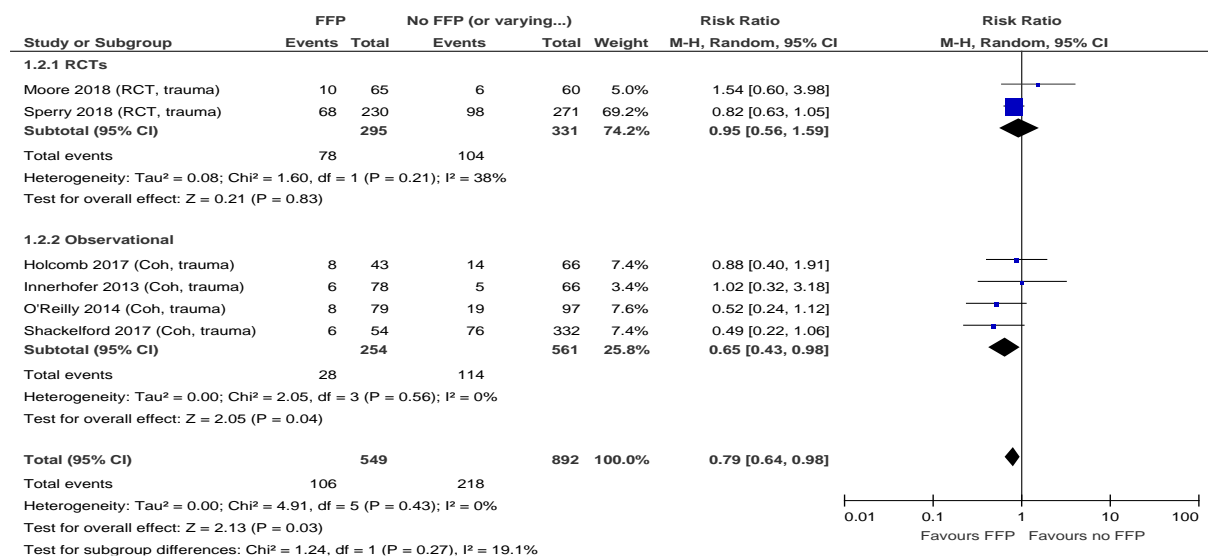 FFP No FFP (or varying...) Risk Ratio Risk Ratio
Study or Subgroup Events Total Events Total Weight M-H, Random, 95% CI M-H, Random, 95% CI
1.2.1 RCTs
Moore 2018 (RCT, trauma) 10 65 6 60 5.0% 1.54 [0.60, 3.98]
Sperry 2018 (RCT, trauma) 68 230 98 271 69.2% 0.82 [0.63, 1.05]
Subtotal (95% CI) 295 331 74.2% 0.95 [0.56, 1.59]
Total events 78 104
Heterogeneity: Tau² = 0.08; Chi² = 1.60, df = 1 (P = 0.21); I² = 38%
Test for overall effect: Z = 0.21 (P = 0.83)
1.2.2 Observational
Holcomb 2017 (Coh, trauma) 8 43 14 66 7.4% 0.88 [0.40, 1.91]
Innerhofer 2013 (Coh, trauma) 6 78 5 66 3.4% 1.02 [0.32, 3.18]
O'Reilly 2014 (Coh, trauma) 8 79 19 97 7.6% 0.52 [0.24, 1.12]
Shackelford 2017 (Coh, trauma) 6 54 76 332 7.4% 0.49 [0.22, 1.06]
Subtotal (95% CI) 254 561 25.8% 0.65 [0.43, 0.98]
Total events 28 114
Heterogeneity: Tau² = 0.00; Chi² = 2.05, df = 3 (P = 0.56); I² = 0%
Test for overall effect: Z = 2.05 (P = 0.04)
Total (95% CI) 549 892 100.0% 0.79 [0.64, 0.98]
Total events 106 218
Heterogeneity: Tau² = 0.00; Chi² = 4.91, df = 5 (P = 0.43); I² = 0%
Test for overall effect: Z = 2.13 (P = 0.03)
Test for subgroup differences: Chi² = 1.24, df = 1 (P = 0.27), I² = 19.1%
0.01 0.1 1 10 100
Favours FFP Favours no FFP